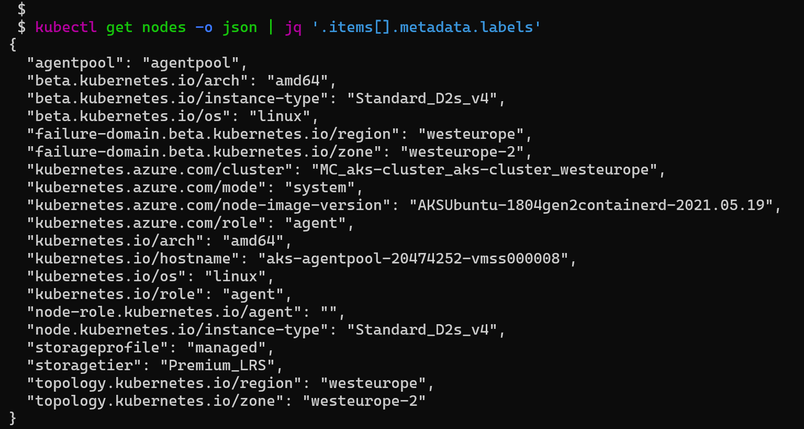 $
$ kubectl get nodes -o json | jq '.items[].metadata.labels'
{
  "agentpool": "agentpool",
  "beta.kubernetes.io/arch": "amd64",
  "beta.kubernetes.io/instance-type": "Standard_D2s_v4",
  "beta.kubernetes.io/os": "linux",
  "failure-domain.beta.kubernetes.io/region": "westeurope",
  "failure-domain.beta.kubernetes.io/zone": "westeurope-2",
  "kubernetes.azure.com/cluster": "MC_aks-cluster_aks-cluster_westeurope",
  "kubernetes.azure.com/mode": "system",
  "kubernetes.azure.com/node-image-version": "AKSUbuntu-1804gen2containerd-2021.05.19",
  "kubernetes.azure.com/role": "agent",
  "kubernetes.io/arch": "amd64",
  "kubernetes.io/hostname": "aks-agentpool-20474252-vmss000008",
  "kubernetes.io/os": "linux",
  "kubernetes.io/role": "agent",
  "node-role.kubernetes.io/agent": "",
  "node.kubernetes.io/instance-type": "Standard_D2s_v4",
  "storageprofile": "managed",
  "storagetier": "Premium_LRS",
  "topology.kubernetes.io/region": "westeurope",
  "topology.kubernetes.io/zone": "westeurope-2"
}